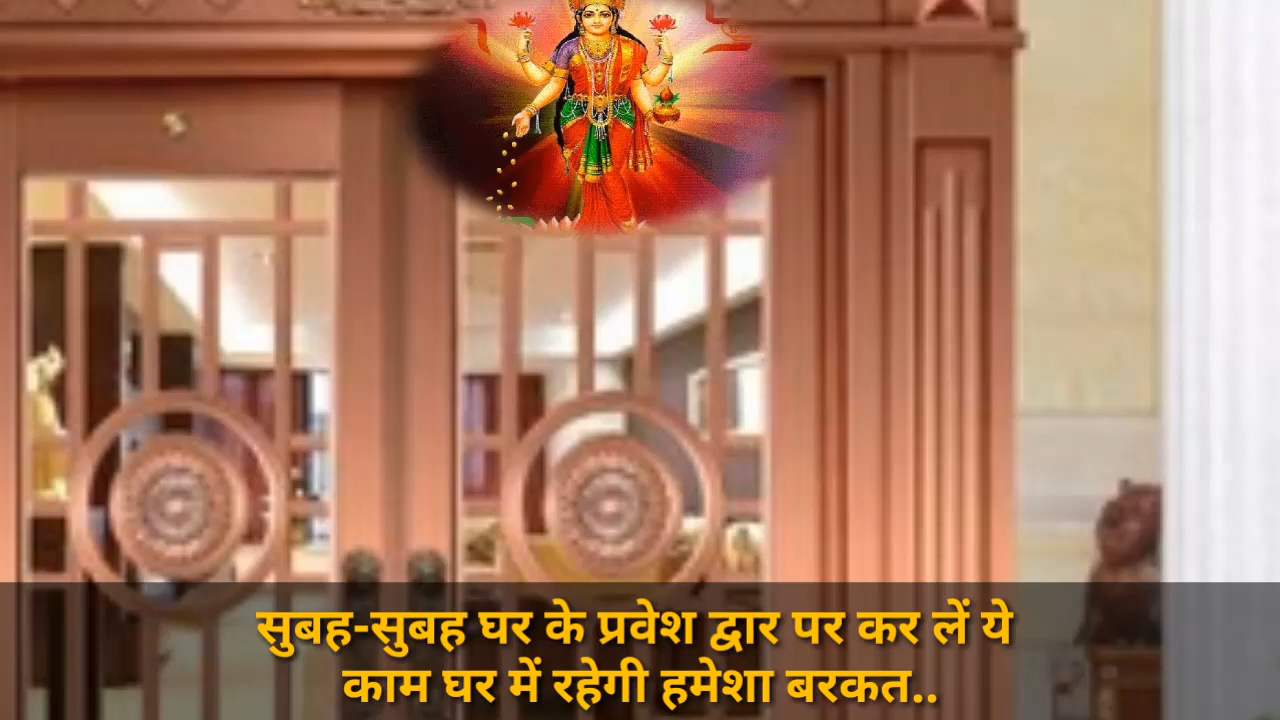 सुबह-सुबह घर के प्रवेश द्वार पर कर लें ये
काम घर में रहेगी हमेशा बरकत..